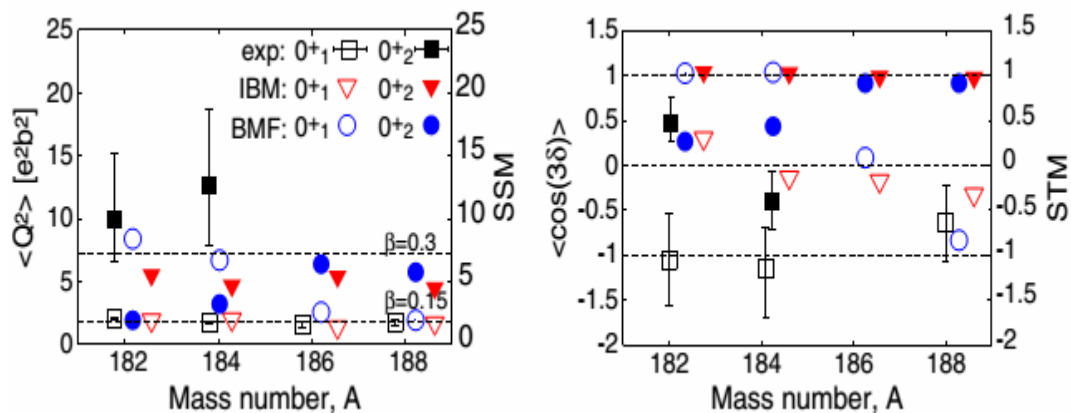 25
20
15
10
5
0
<Q²> [e²b²]
exp: 0+₁ 0+₂
IBM: 0+₁ 0+₂
BMF: 0+₁ 0+₂
β=0.3
β=0.15
25
20
15
10
5
0
SSM
182 184 186 188
Mass number, A
1.5
1
0.5
0
-0.5
-1
-1.5
-2
<cos(3δ)>
1.5
1
0.5
0
-0.5
-1
-1.5
-2
STM
182 184 186 188
Mass number, A